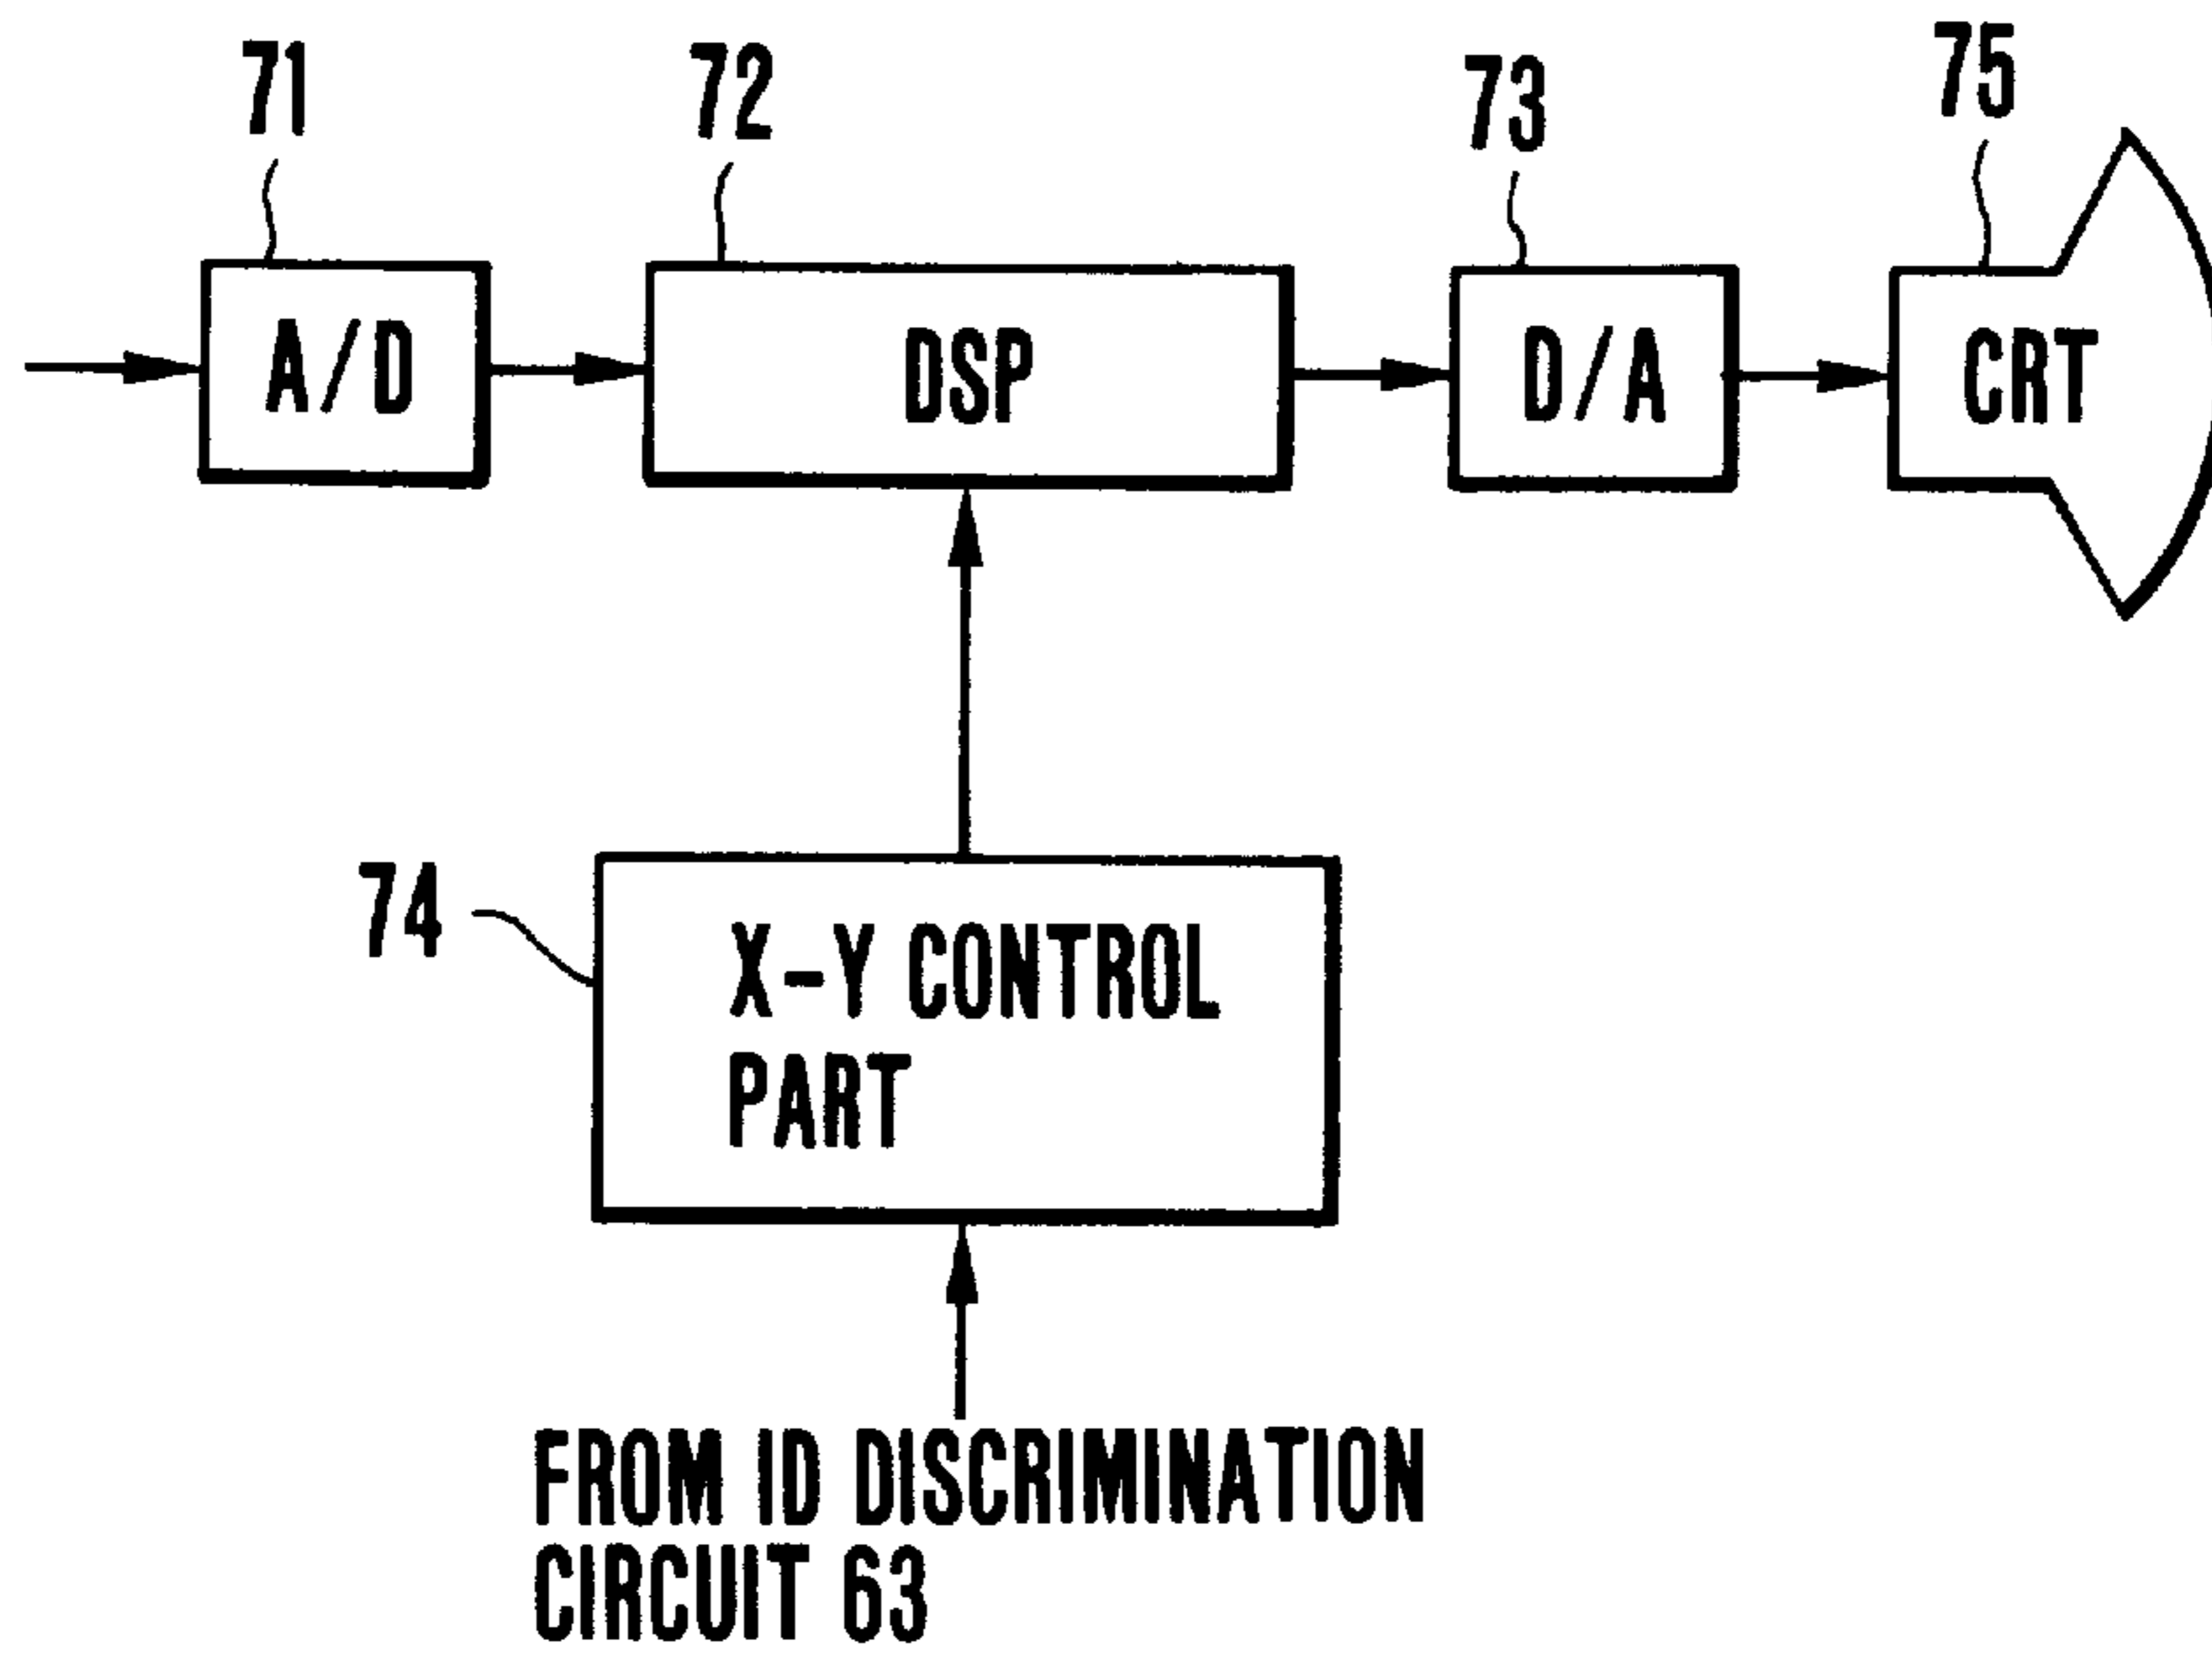 71
72
73
75
A/D
DSP
D/A
CRT
74
X-Y CONTROL
PART
FROM ID DISCRIMINATION
CIRCUIT 63